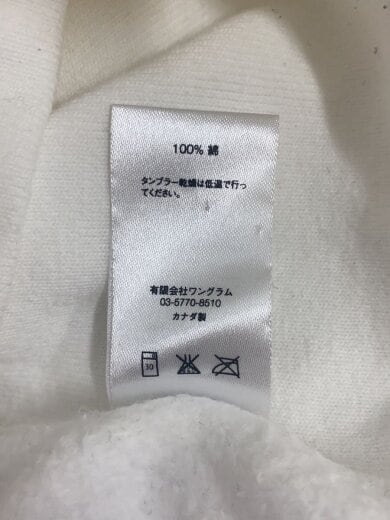 100% 綿
タンブラー乾燥は低温で行っ
てください。
有限会社ワングラム
03-5770-8510
カナダ製
30